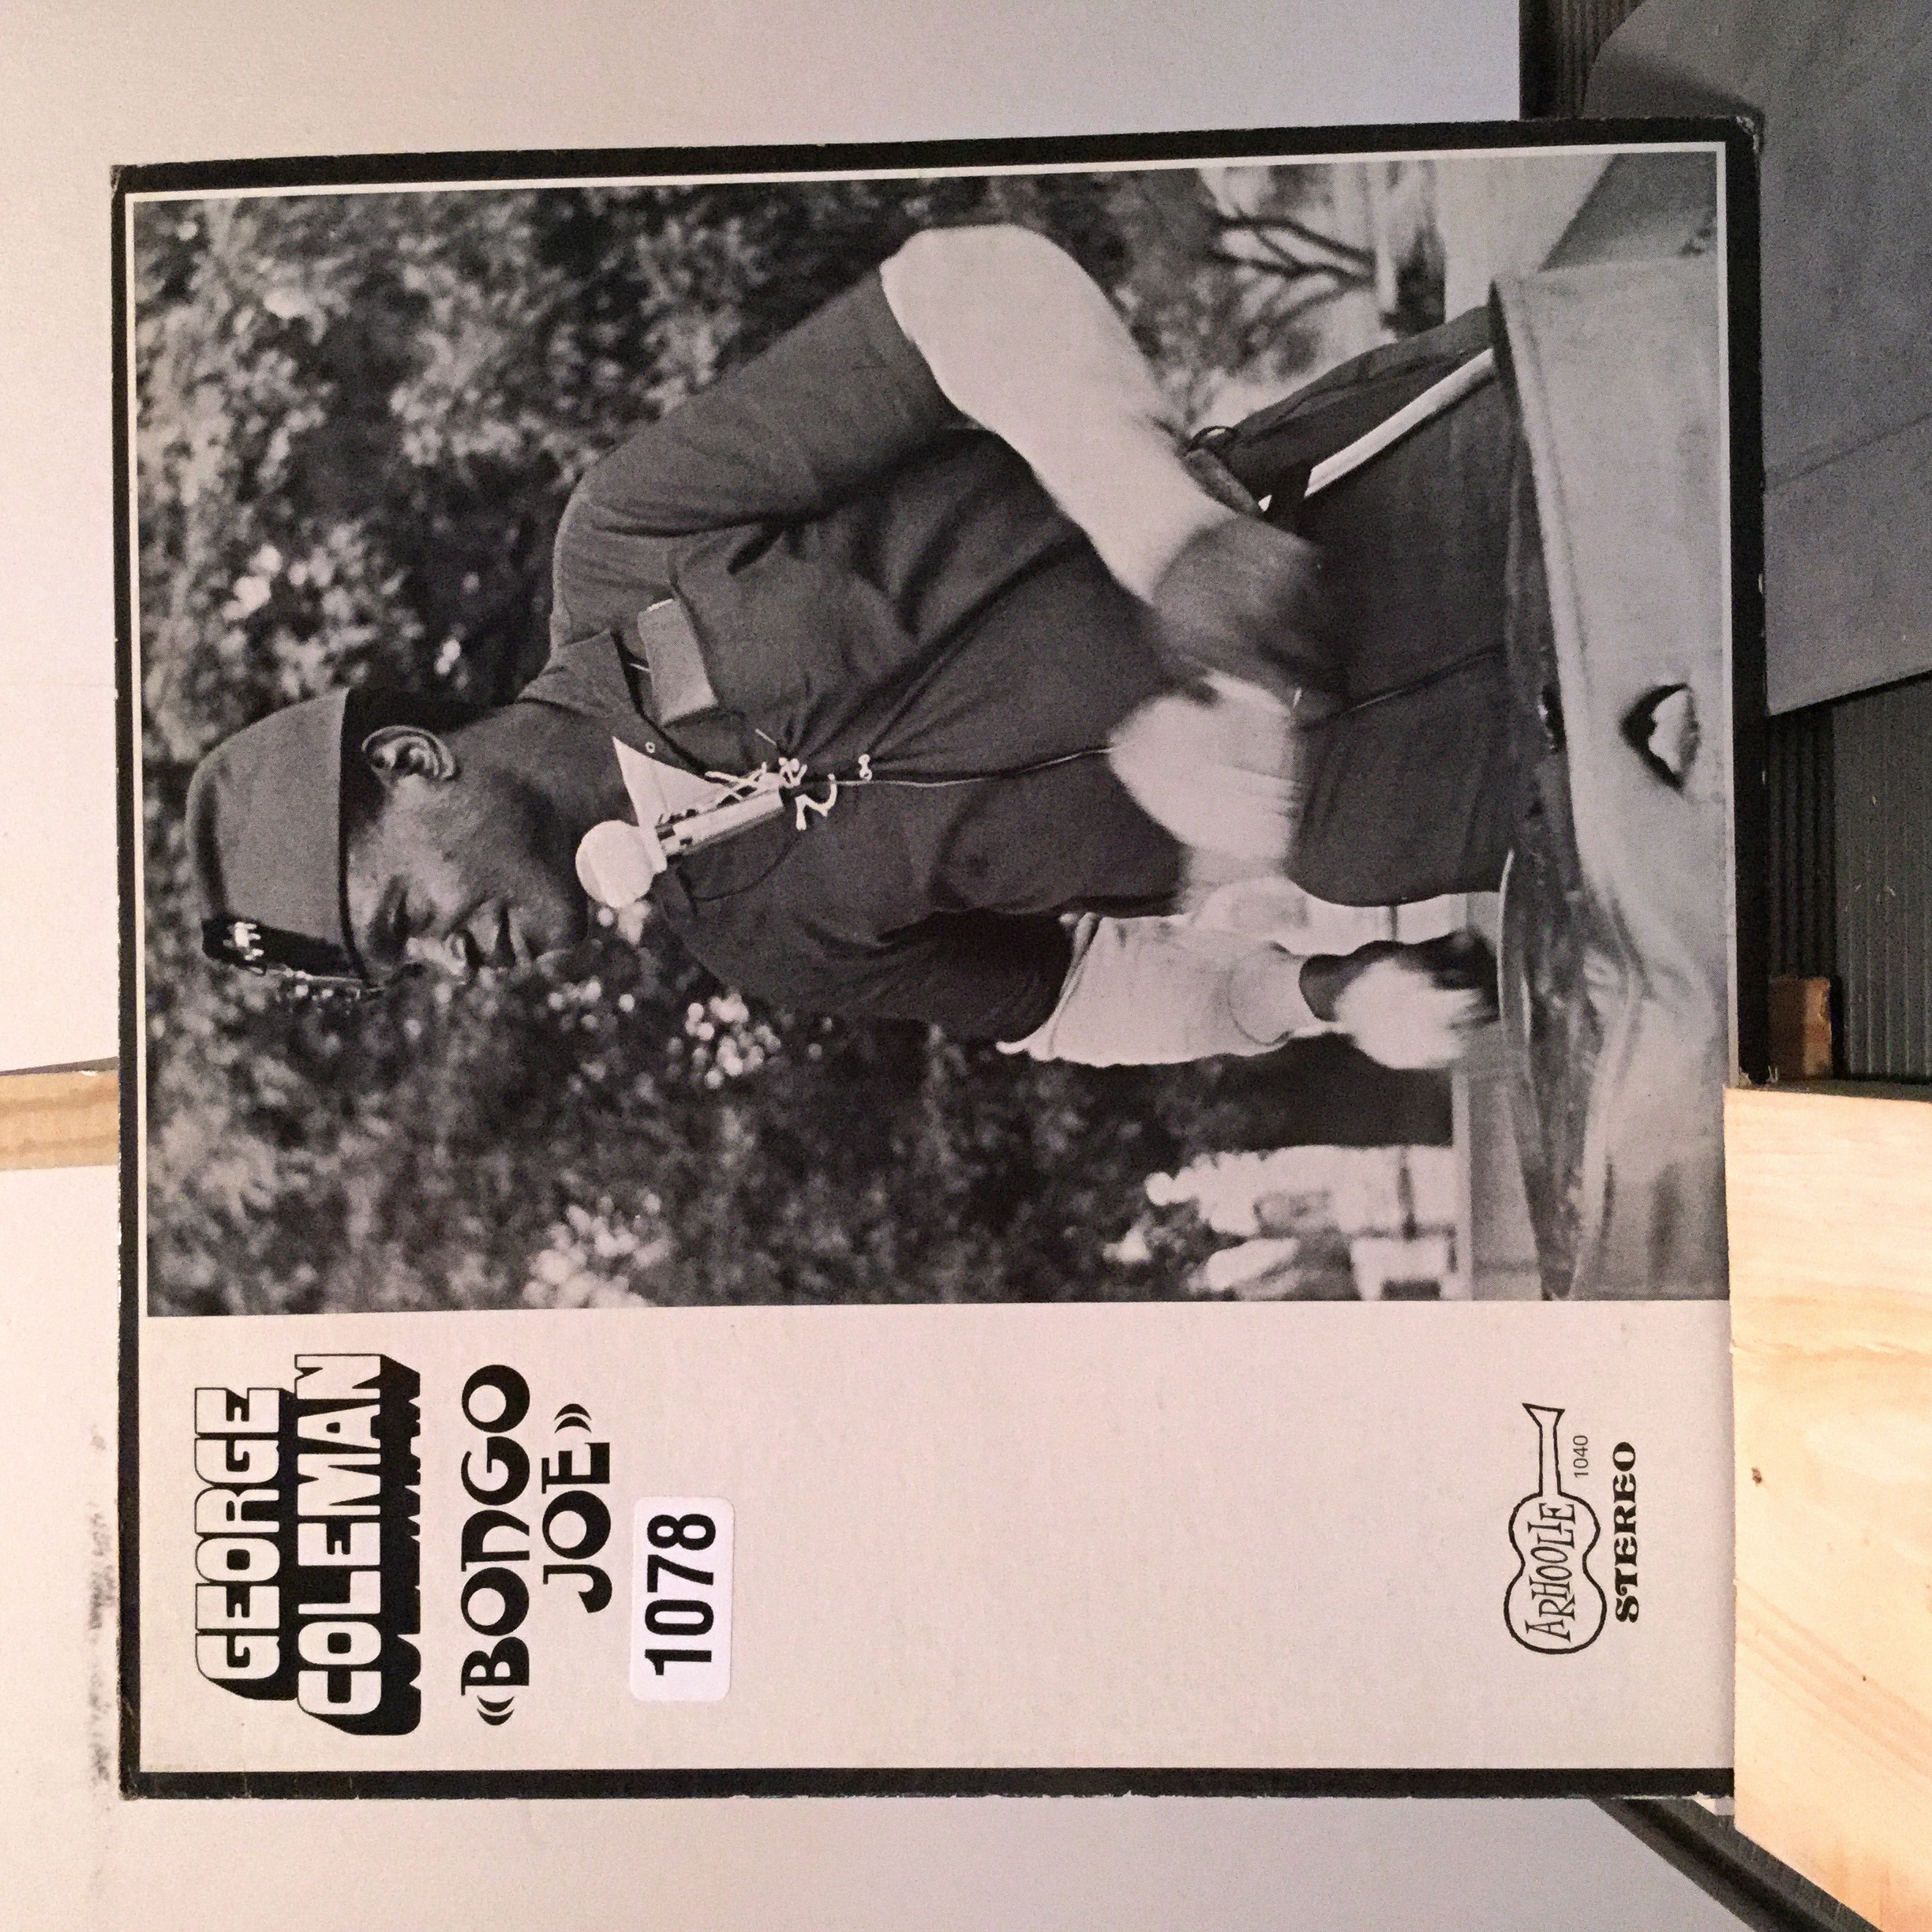 GEORGE
COLEMAN
((BONGO
JOE))
1078
ARHOOLIE
1040
STEREO